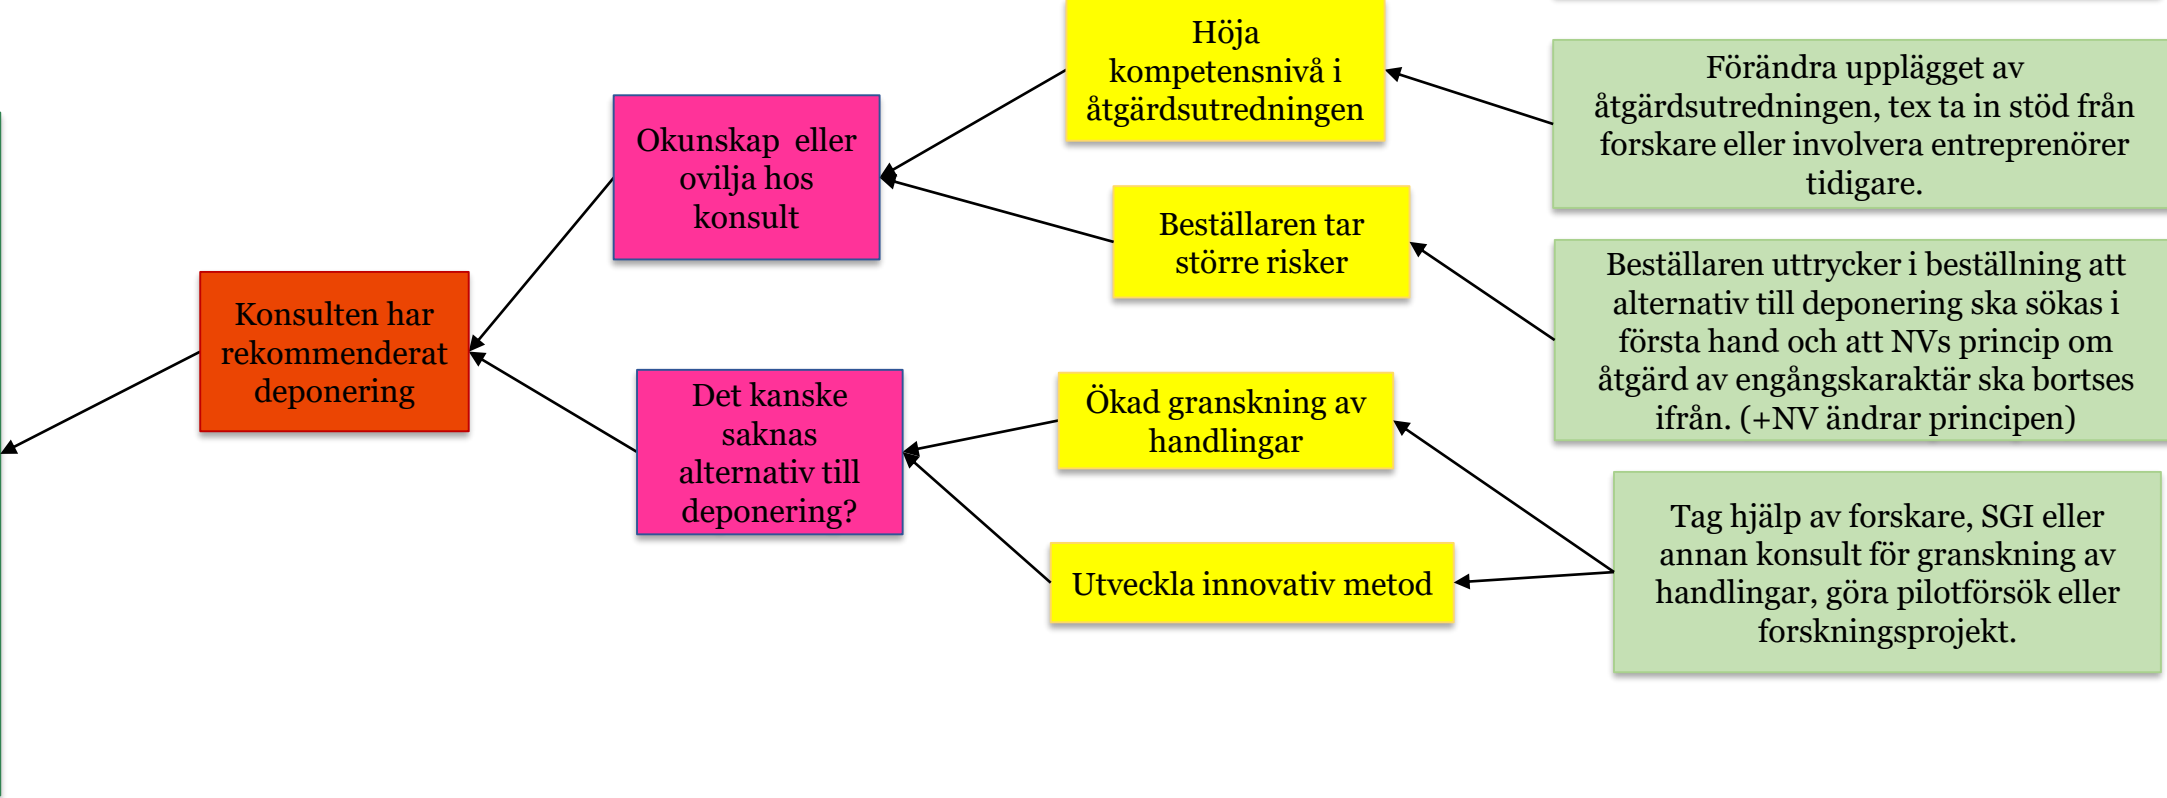 Konsulten har
rekommenderat
deponering
Okunskap eller
ovilja hos
konsult
Det kanske
saknas
alternativ till
deponering?
Höja
kompetensnivå i
åtgärdsutredningen
Beställaren tar
större risker
Ökad granskning av
handlingar
Utveckla innovativ metod
Förändra upplägget av
åtgärdsutredningen, tex ta in stöd från
forskare eller involvera entreprenörer
tidigare.
Beställaren uttrycker i beställning att
alternativ till deponering ska sökas i
första hand och att NVs princip om
åtgärd av engångskaraktär ska bortses
ifrån. (+NV ändrar principen)
Tag hjälp av forskare, SGI eller
annan konsult för granskning av
handlingar, göra pilotförsök eller
forskningsprojekt.